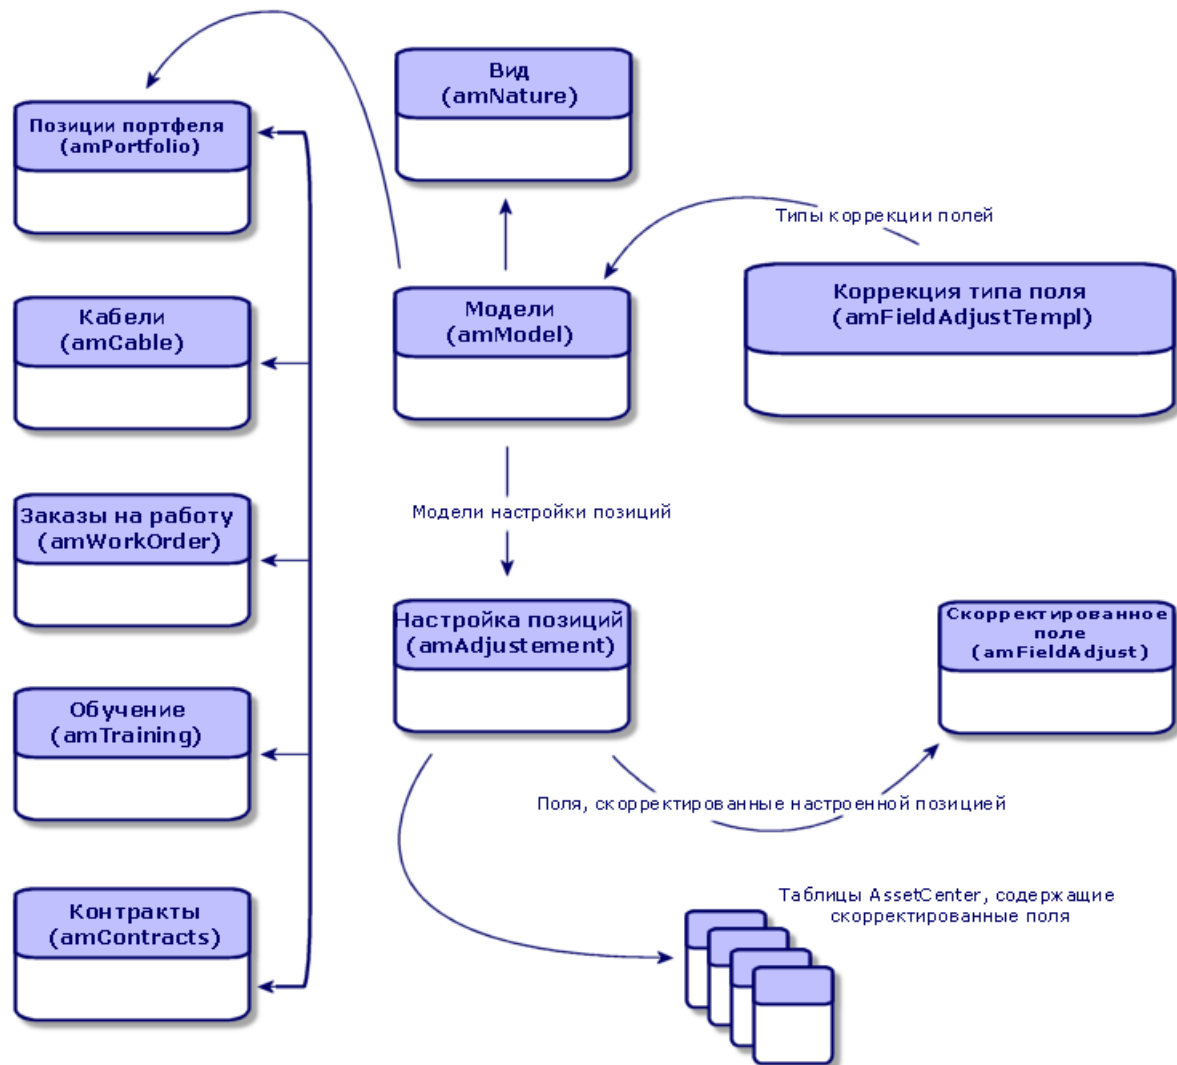 Вид
(amNature)
Позиции портфеля
(amPortfolio)
Типы коррекции полей
Кабели
(amCable)
Модели
(amModel)
Коррекция типа поля
(amFieldAdjustTempl)
Заказы на работу
(amWorkOrder)
Модели настройки позиций
Настройка позиций
(amAdjustement)
Скорректированное
поле
(amFieldAdjust)
Обучение
(amTraining)
Поля, скорректированные настроенной позицией
Контракты
(amContracts)
Таблицы AssetCenter, содержащие
скорректированные поля